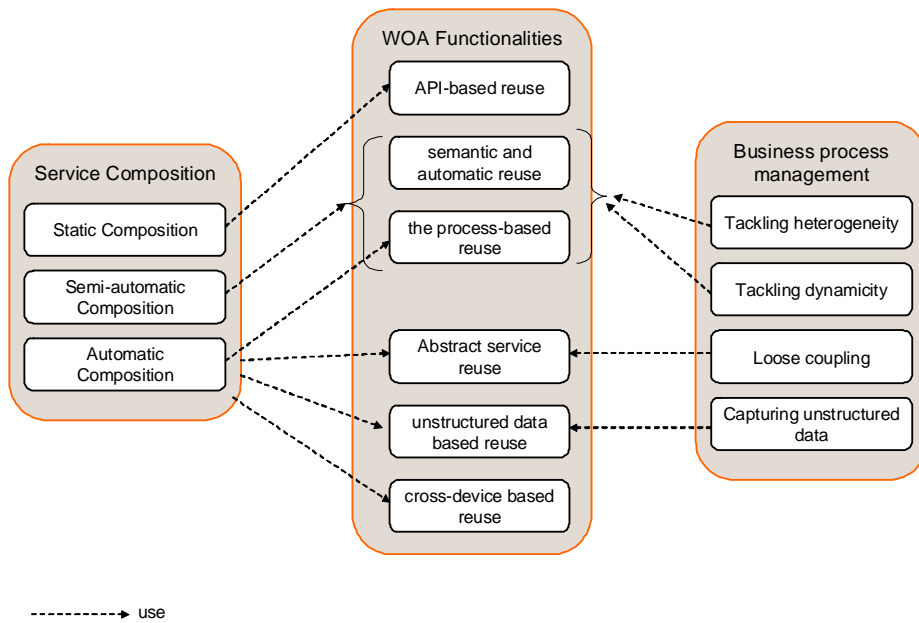 Service Composition
Static Composition
Semi-automatic
Composition
Automatic
Composition
WOA Functionalities
API-based reuse
semantic and
automatic reuse
the process-based
reuse
Abstract service
reuse
unstructured data
based reuse
cross-device based
reuse
Business process
management
Tackling heterogeneity
Tackling dynamicity
Loose coupling
Capturing unstructured
data
use